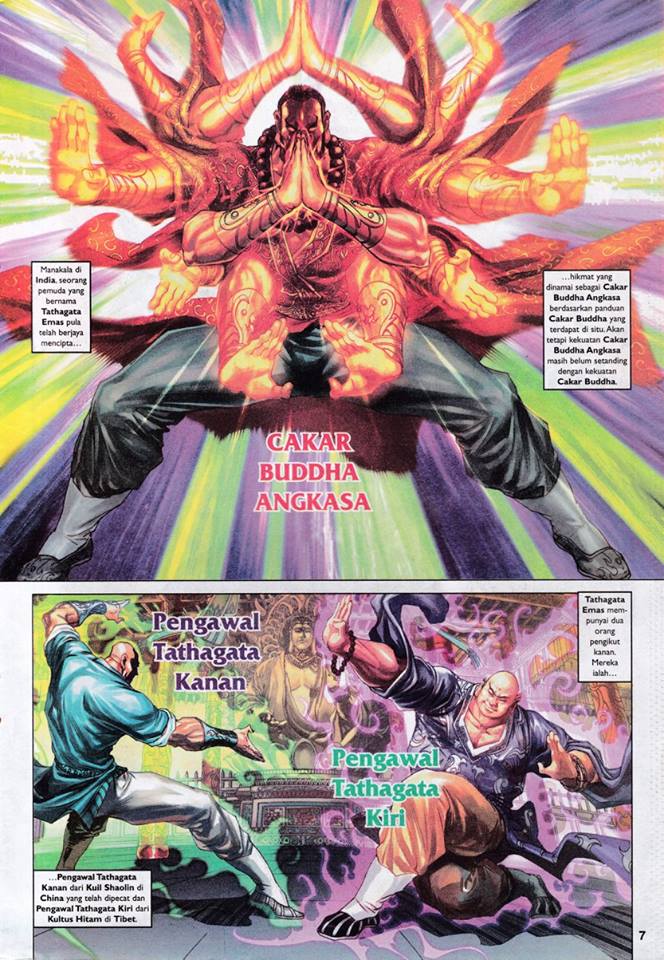 Manakala di
India, seorang
pemuda yang
bernama
Tathagata
Emas pula
telah berjaya
mencipta...
...hikmat yang
dinamai sebagai Cakar
Buddha Angkasa
berdasarkan panduan
Cakar Buddha yang
terdapat di situ. Akan
tetapi kekuatan Cakar
Buddha Angkasa
masih belum setanding
dengan kekuatan
Cakar Buddha.
CAKAR
BUDDHA
ANGKASA
Tathagata
Emas mem-
punyai dua
orang
pengikut
kanan.
Mereka
ialah...
Pengawal
Tathagata
Kanan
Pengawal
Tathagata
Kiri
...Pengawal Tathagata
Kanan dari Kuil Shaolin di
China yang telah dipecat dan
Pengawal Tathagata Kiri dari
Kultus Hitam di Tibet.
7